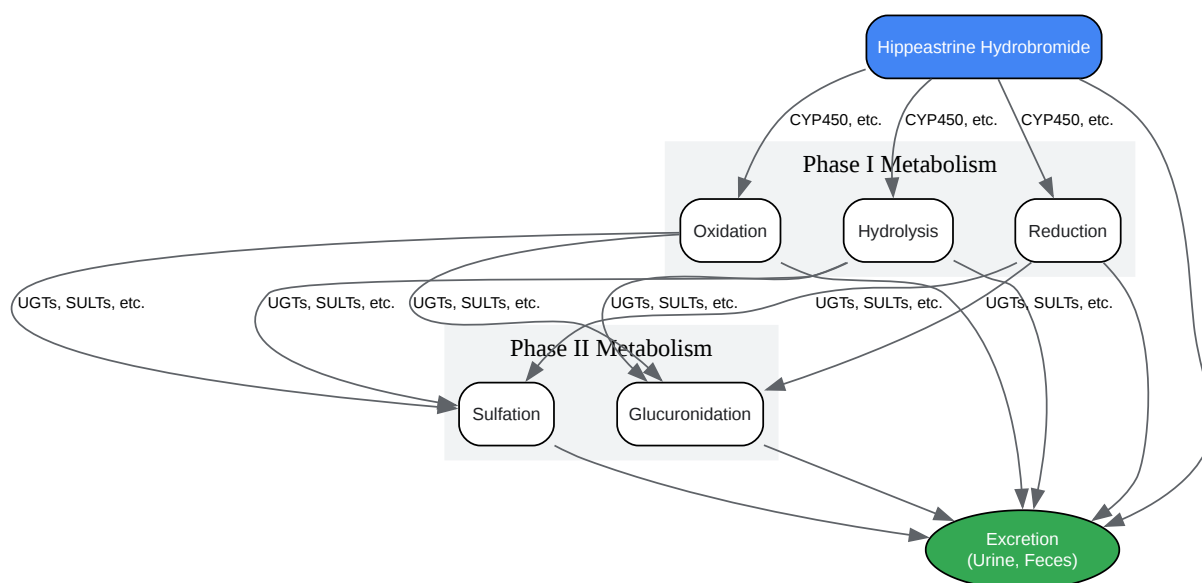 Hippeastrine Hydrobromide
CYP450, etc.
CYP450, etc.
CYP450, etc.
Phase I Metabolism
Oxidation
Hydrolysis
Reduction
UGTs, SULTs, etc.
UGTs, SULTs, etc.
UGTs, SULTs, etc.
UGTs, SULTs, etc.
UGTs, SULTs, etc.
UGTs, SULTs, etc.
Phase II Metabolism
Sulfation
Glucuronidation
Excretion
(Urine, Feces)